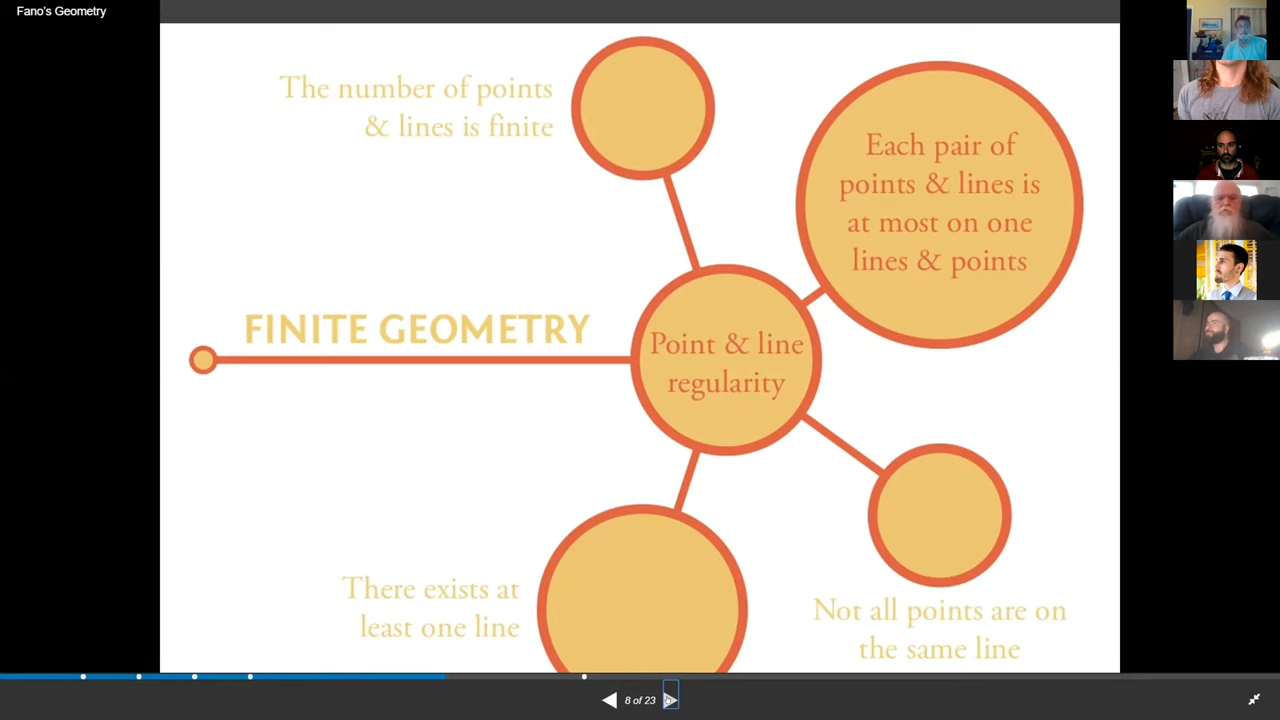 Fano's Geometry
The number of points
& lines is finite
Each pair of
points & lines is
at most on one
lines & points
FINITE GEOMETRY
Point & line
regularity
There exists at
least one line
Not all points are on
the same line
8 of 23